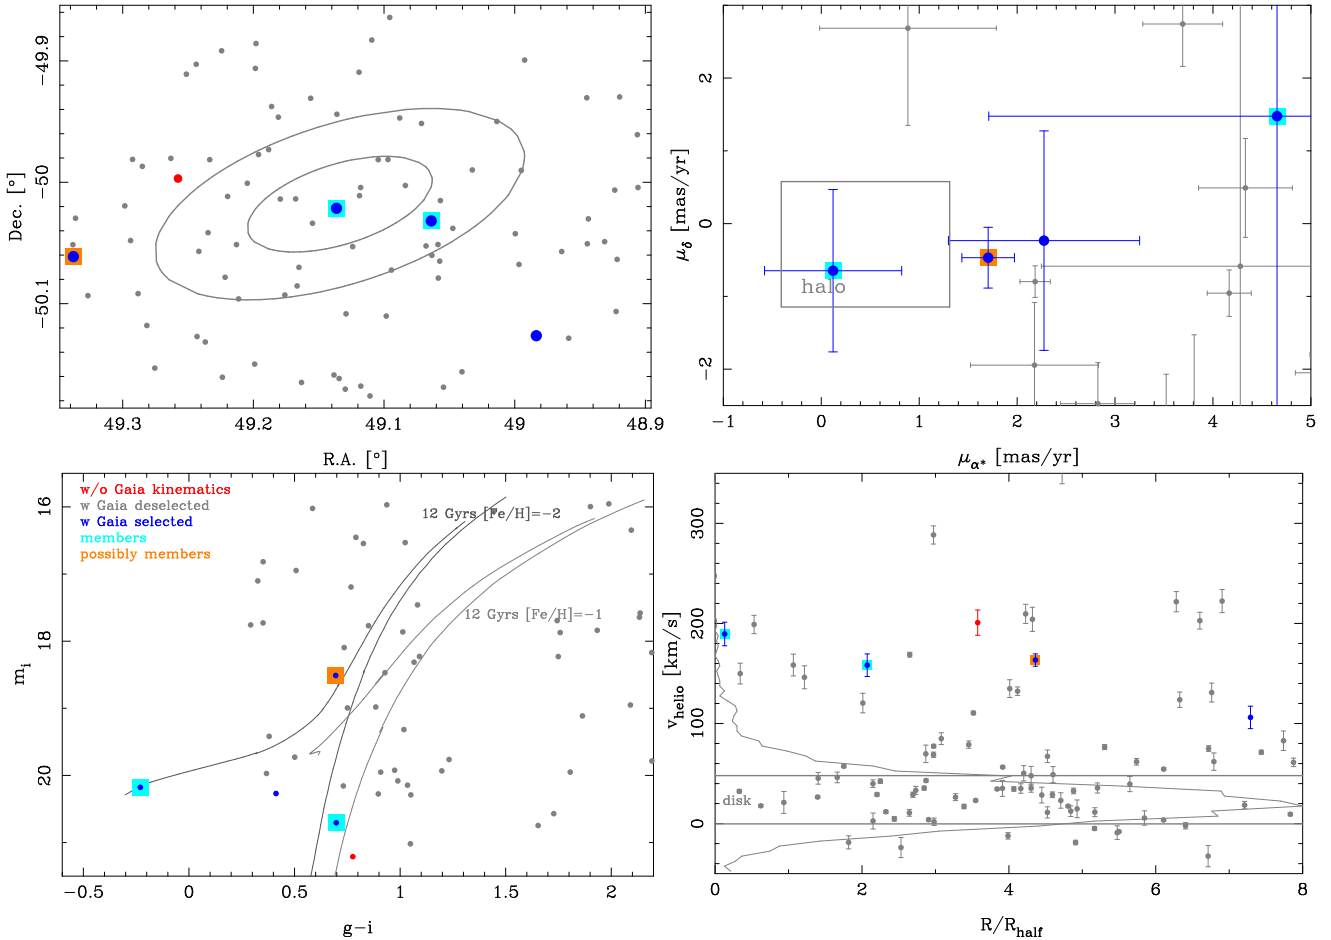 −49.9
−50
−50.1
Dec. [°]
49.3
49.2
49.1
49
48.9
R.A. [°]
2
0
−2
μδ [mas/yr]
halo
−1
0
1
2
3
4
5
μα* [mas/yr]
w/o Gaia kinematics
w Gaia deselected
w Gaia selected
members
possibly members
12 Gyrs [Fe/H]=−2
12 Gyrs [Fe/H]=−1
16
18
20
mi
−0.5
0
0.5
1
1.5
2
g−i
300
200
100
0
vhelio [km/s]
disk
0
2
4
6
8
R/Rhalf